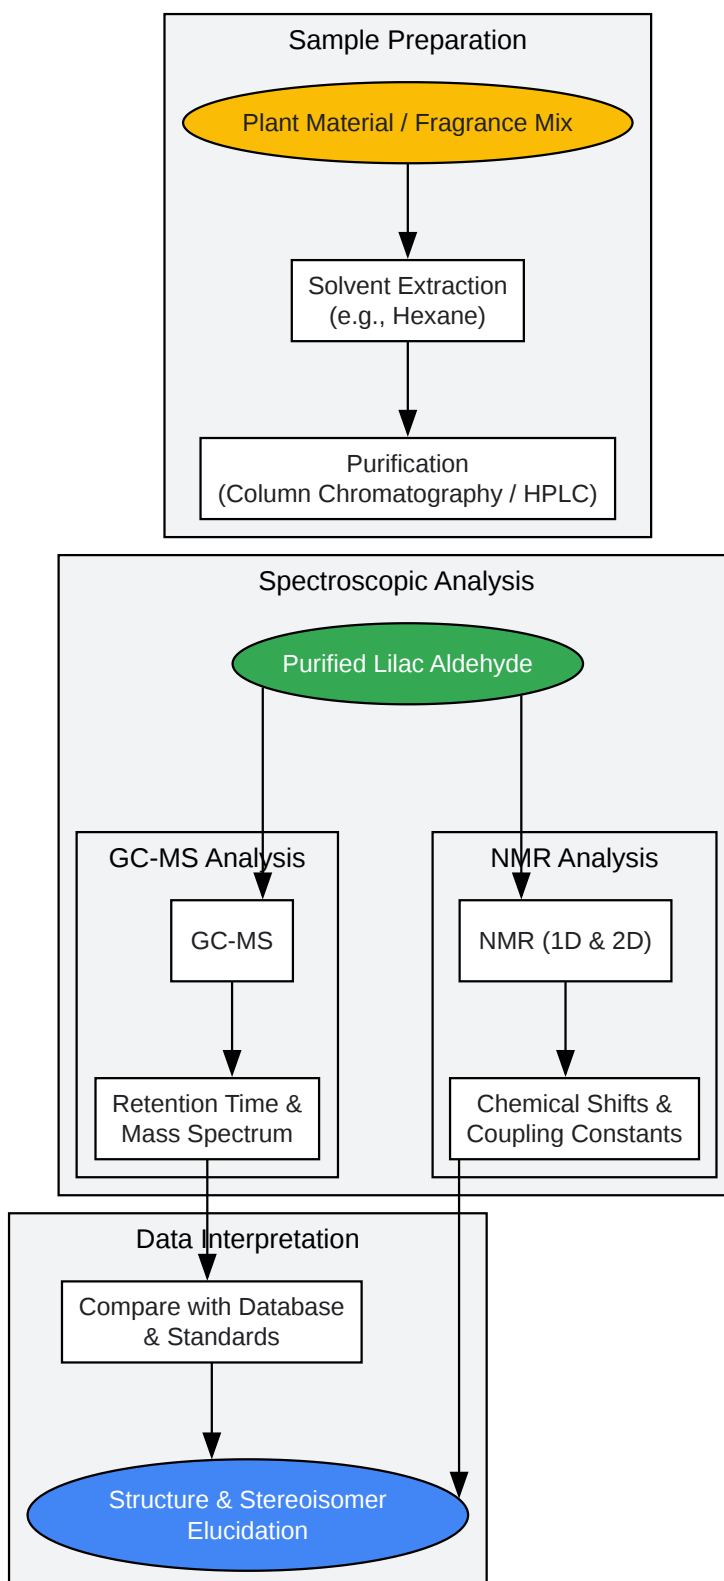 Sample Preparation
Plant Material / Fragrance Mix
Solvent Extraction
(e.g., Hexane)
Purification
(Column Chromatography / HPLC)
Spectroscopic Analysis
Purified Lilac Aldehyde
GC-MS Analysis
NMR Analysis
GC-MS
NMR (1D & 2D)
Retention Time &
Mass Spectrum
Chemical Shifts &
Coupling Constants
Data Interpretation
Compare with Database
& Standards
Structure & Stereoisomer
Elucidation